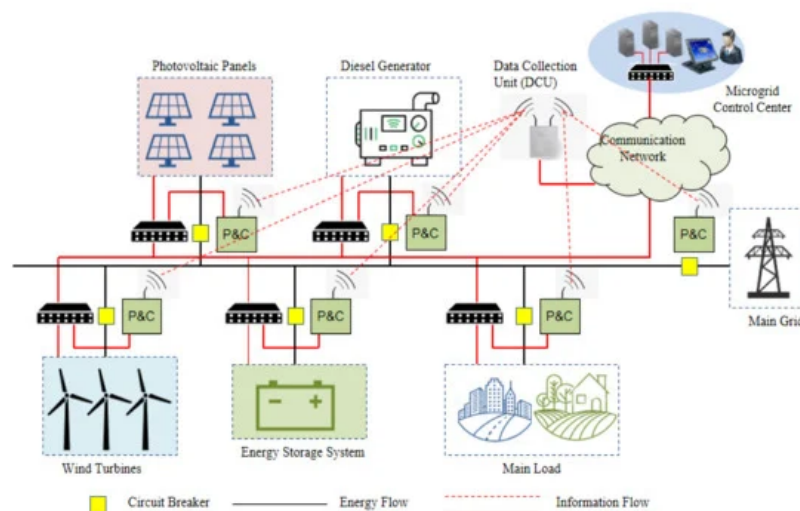 Photovoltaic Panels
Diesel Generator
Data Collection
Unit (DCU)
Microgrid
Control Center
Communication
Network
P&C
P&C
P&C
P&C
P&C
P&C
Main Grid
Wind Turbines
Energy Storage System
Main Load
Circuit Breaker
Energy Flow
Information Flow